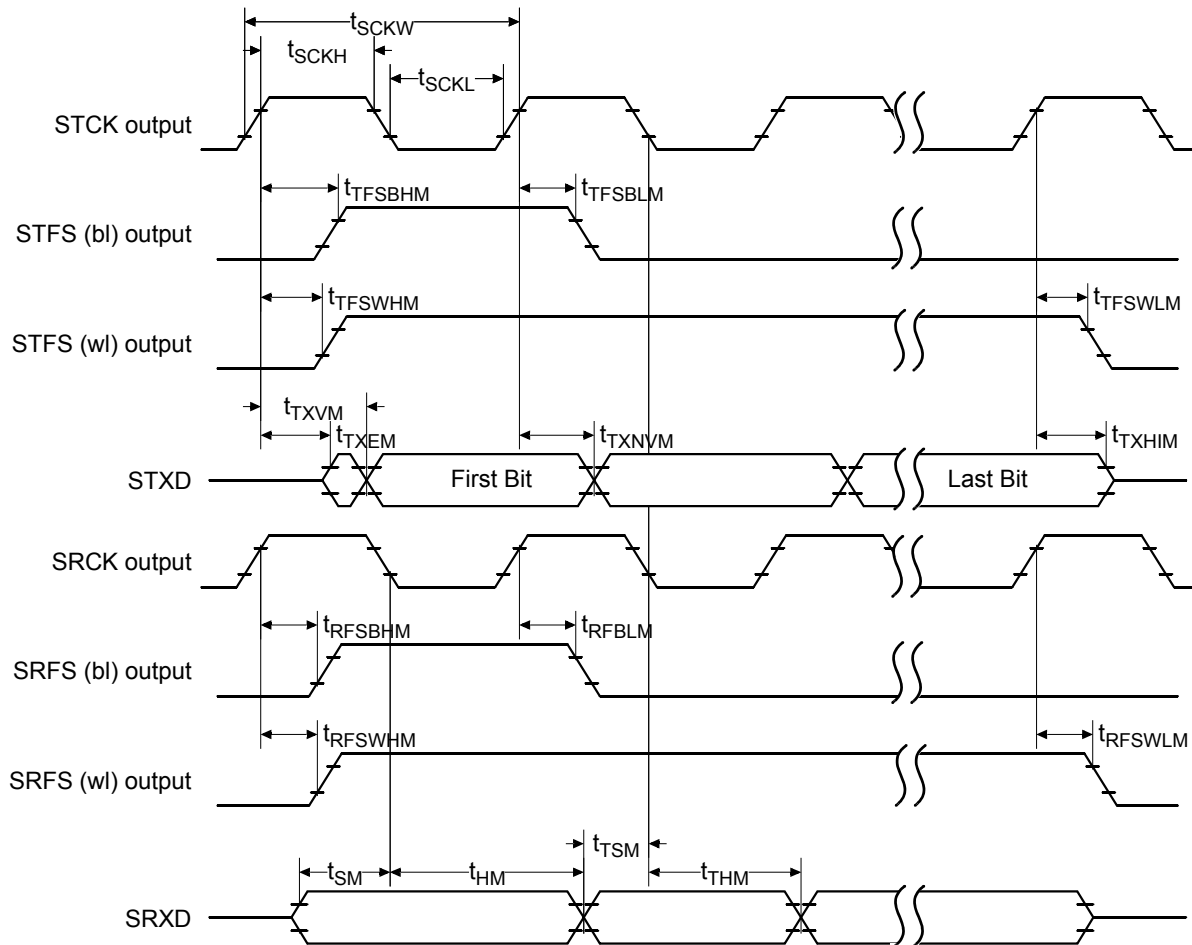 tSCKW
tSCKH
tSCKL
STCK output
tTFSBHM
tTFSBLM
STFS (bl) output
tTFSWHM
tTFSWLM
STFS (wl) output
tTXVM
tTXEM
tTXNVM
tTXHIM
STXD
First Bit
Last Bit
SRCK output
tRFSBHM
tRFBLM
SRFS (bl) output
tRFSWHM
tRFSWLM
SRFS (wl) output
tTSM
tSM
tHM
tTHM
SRXD